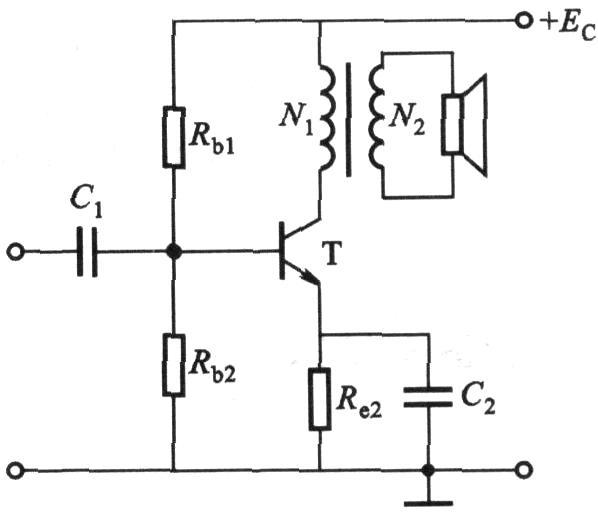 +E_C
N_1
N_2
R_b1
C_1
T
R_b2
R_e2
C_2